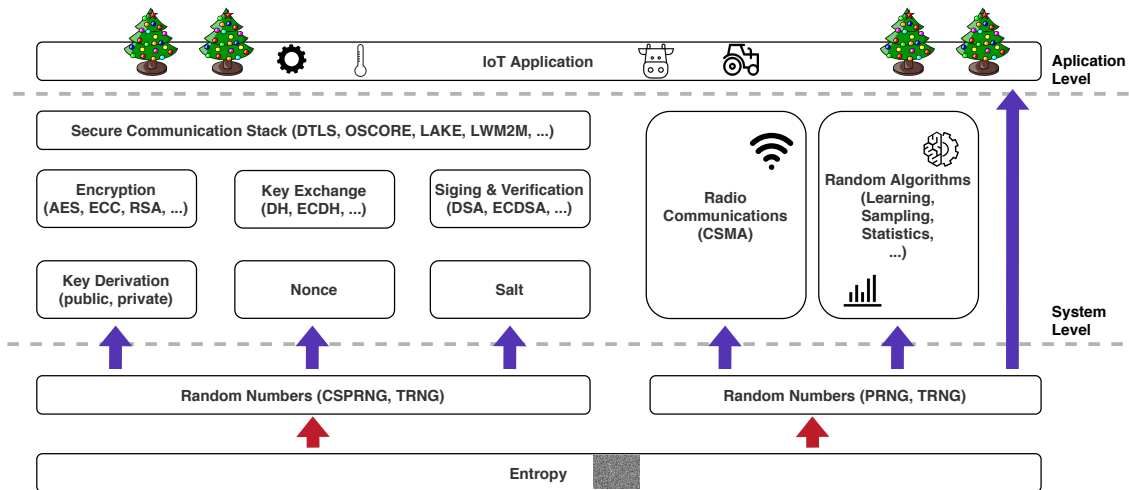 IoT Application
Aplication
Level
Secure Communication Stack (DTLS, OSCORE, LAKE, LWM2M, ...)
Encryption
(AES, ECC, RSA, ...)
Key Exchange
(DH, ECDH, ...)
Siging & Verification
(DSA, ECDSA, ...)
Radio
Communications
(CSMA)
Random Algorithms
(Learning,
Sampling,
Statistics,
...)
Key Derivation
(public, private)
Nonce
Salt
System
Level
Random Numbers (CSPRNG, TRNG)
Random Numbers (PRNG, TRNG)
Entropy